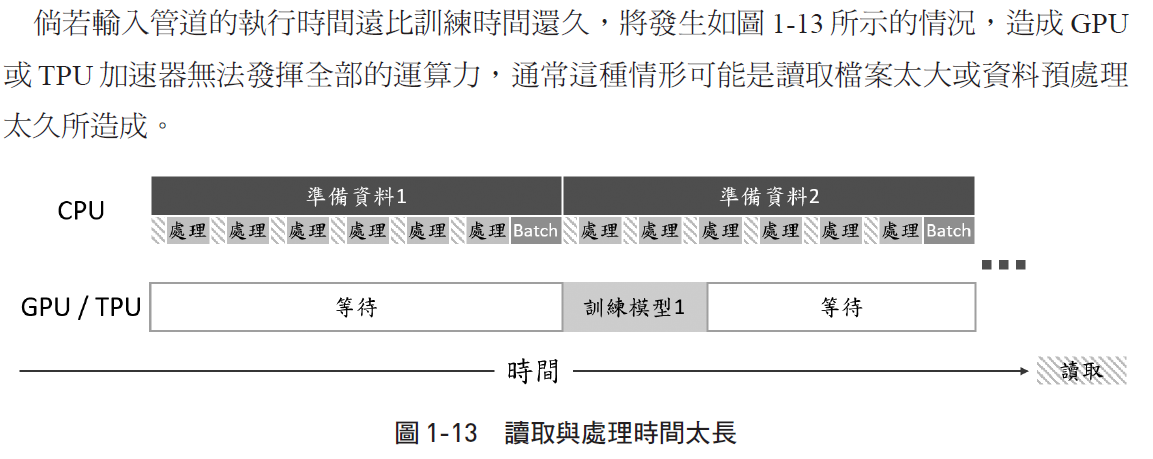 倘若輸入管道的執行時間遠比訓練時間還久，將發生如圖 1-13 所示的情況，造成 GPU
或 TPU 加速器無法發揮全部的運算力，通常這種情形可能是讀取檔案太大或資料預處理
太久所造成。
準備資料1 準備資料2
CPU
處理 處理 處理 處理 處理 處理 Batch 處理 處理 處理 處理 處理 處理 Batch
GPU / TPU 等待 訓練模型1 等待
時間 讀取
圖 1-13 讀取與處理時間太長